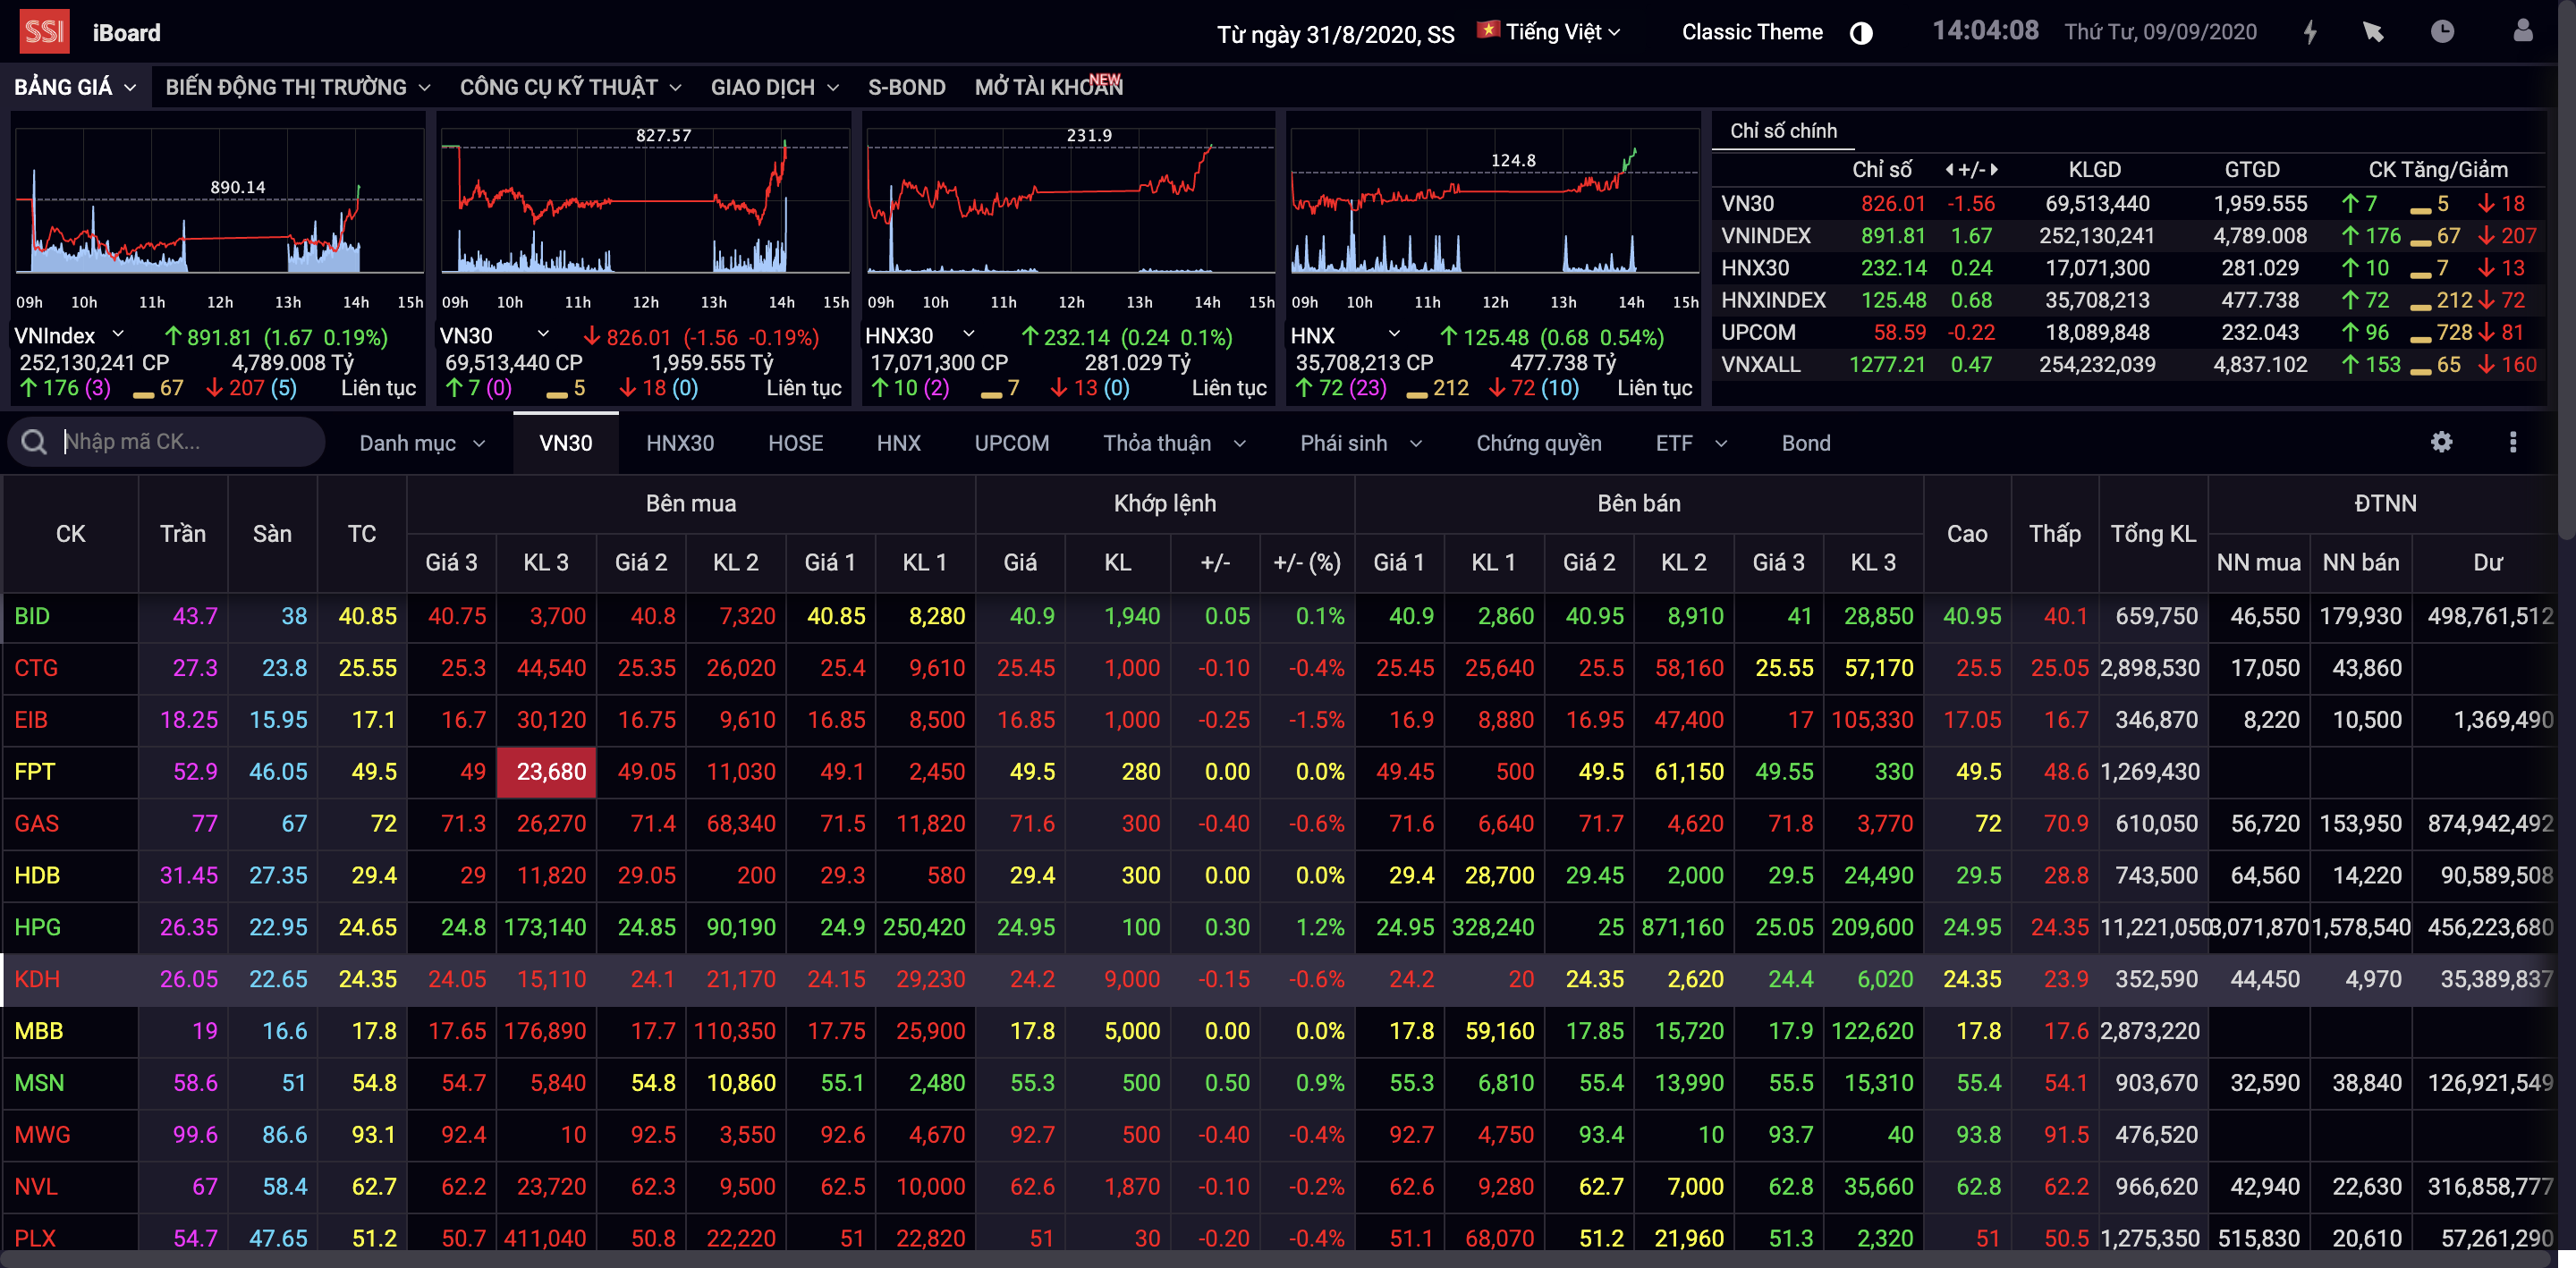 SSI iBoard Từ ngày 31/8/2020, SS Tiếng Việt Classic Theme 14:04:08 Thứ Tư, 09/09/2020
BẢNG GIÁ BIẾN ĐỘNG THỊ TRƯỜNG CÔNG CỤ KỸ THUẬT GIAO DỊCH S-BOND MỞ TÀI KHOẢN NEW
890.14
09h 10h 11h 12h 13h 14h 15h
VNIndex 891.81 (1.67 0.19%)
252,130,241 CP 4,789.008 Tỷ
176 (3) 67 207 (5) Liên tục
827.57
09h 10h 11h 12h 13h 14h 15h
VN30 826.01 (-1.56 -0.19%)
69,513,440 CP 1,959.555 Tỷ
7 (0) 5 18 (0) Liên tục
231.9
09h 10h 11h 12h 13h 14h 15h
HNX30 232.14 (0.24 0.1%)
17,071,300 CP 281.029 Tỷ
10 (2) 7 13 (0) Liên tục
124.8
09h 10h 11h 12h 13h 14h 15h
HNX 125.48 (0.68 0.54%)
35,708,213 CP 477.738 Tỷ
72 (23) 212 72 (10) Liên tục
Chỉ số chính
Chỉ số +/- KLGD GTGD CK Tăng/Giảm
VN30 826.01 -1.56 69,513,440 1,959.555 7 5 18
VNINDEX 891.81 1.67 252,130,241 4,789.008 176 67 207
HNX30 232.14 0.24 17,071,300 281.029 10 7 13
HNXINDEX 125.48 0.68 35,708,213 477.738 72 212 72
UPCOM 58.59 -0.22 18,089,848 232.043 96 728 81
VNXALL 1277.21 0.47 254,232,039 4,837.102 153 65 160
Nhập mã CK... Danh mục VN30 HNX30 HOSE HNX UPCOM Thỏa thuận Phái sinh Chứng quyền ETF Bond
CK Trần Sàn TC Bên mua Khớp lệnh Bên bán Cao Thấp Tổng KL ĐTNN
Giá 3 KL 3 Giá 2 KL 2 Giá 1 KL 1 Giá KL +/- +/- (%) Giá 1 KL 1 Giá 2 KL 2 Giá 3 KL 3 NN mua NN bán Dư
BID 43.7 38 40.85 40.75 3,700 40.8 7,320 40.85 8,280 40.9 1,940 0.05 0.1% 40.9 2,860 40.95 8,910 41 28,850 40.95 40.1 659,750 46,550 179,930 498,761,512
CTG 27.3 23.8 25.55 25.3 44,540 25.35 26,020 25.4 9,610 25.45 1,000 -0.10 -0.4% 25.45 25,640 25.5 58,160 25.55 57,170 25.5 25.05 2,898,530 17,050 43,860
EIB 18.25 15.95 17.1 16.7 30,120 16.75 9,610 16.85 8,500 16.85 1,000 -0.25 -1.5% 16.9 8,880 16.95 47,400 17 105,330 17.05 16.7 346,870 8,220 10,500 1,369,490
FPT 52.9 46.05 49.5 49 23,680 49.05 11,030 49.1 2,450 49.5 280 0.00 0.0% 49.45 500 49.5 61,150 49.55 330 49.5 48.6 1,269,430
GAS 77 67 72 71.3 26,270 71.4 68,340 71.5 11,820 71.6 300 -0.40 -0.6% 71.6 6,640 71.7 4,620 71.8 3,770 72 70.9 610,050 56,720 153,950 874,942,492
HDB 31.45 27.35 29.4 29 11,820 29.05 200 29.3 580 29.4 300 0.00 0.0% 29.4 28,700 29.45 2,000 29.5 24,490 29.5 28.8 743,500 64,560 14,220 90,589,508
HPG 26.35 22.95 24.65 24.8 173,140 24.85 90,190 24.9 250,420 24.95 100 0.30 1.2% 24.95 328,240 25 871,160 25.05 209,600 24.95 24.35 11,221,050 3,071,870 1,578,540 456,223,680
KDH 26.05 22.65 24.35 24.05 15,110 24.1 21,170 24.15 29,230 24.2 9,000 -0.15 -0.6% 24.2 20 24.35 2,620 24.4 6,020 24.35 23.9 352,590 44,450 4,970 35,389,837
MBB 19 16.6 17.8 17.65 176,890 17.7 110,350 17.75 25,900 17.8 5,000 0.00 0.0% 17.8 59,160 17.85 15,720 17.9 122,620 17.8 17.6 2,873,220
MSN 58.6 51 54.8 54.7 5,840 54.8 10,860 55.1 2,480 55.3 500 0.50 0.9% 55.3 6,810 55.4 13,990 55.5 15,310 55.4 54.1 903,670 32,590 38,840 126,921,549
MWG 99.6 86.6 93.1 92.4 10 92.5 3,550 92.6 4,670 92.7 500 -0.40 -0.4% 92.7 4,750 93.4 10 93.7 40 93.8 91.5 476,520
NVL 67 58.4 62.7 62.2 23,720 62.3 9,500 62.5 10,000 62.6 1,870 -0.10 -0.2% 62.6 9,280 62.7 7,000 62.8 35,660 62.8 62.2 966,620 42,940 22,630 316,858,777
PLX 54.7 47.65 51.2 50.7 411,040 50.8 22,220 51 22,820 51 30 -0.20 -0.4% 51.1 68,070 51.2 21,960 51.3 2,320 51 50.5 1,275,350 515,830 20,610 57,261,290